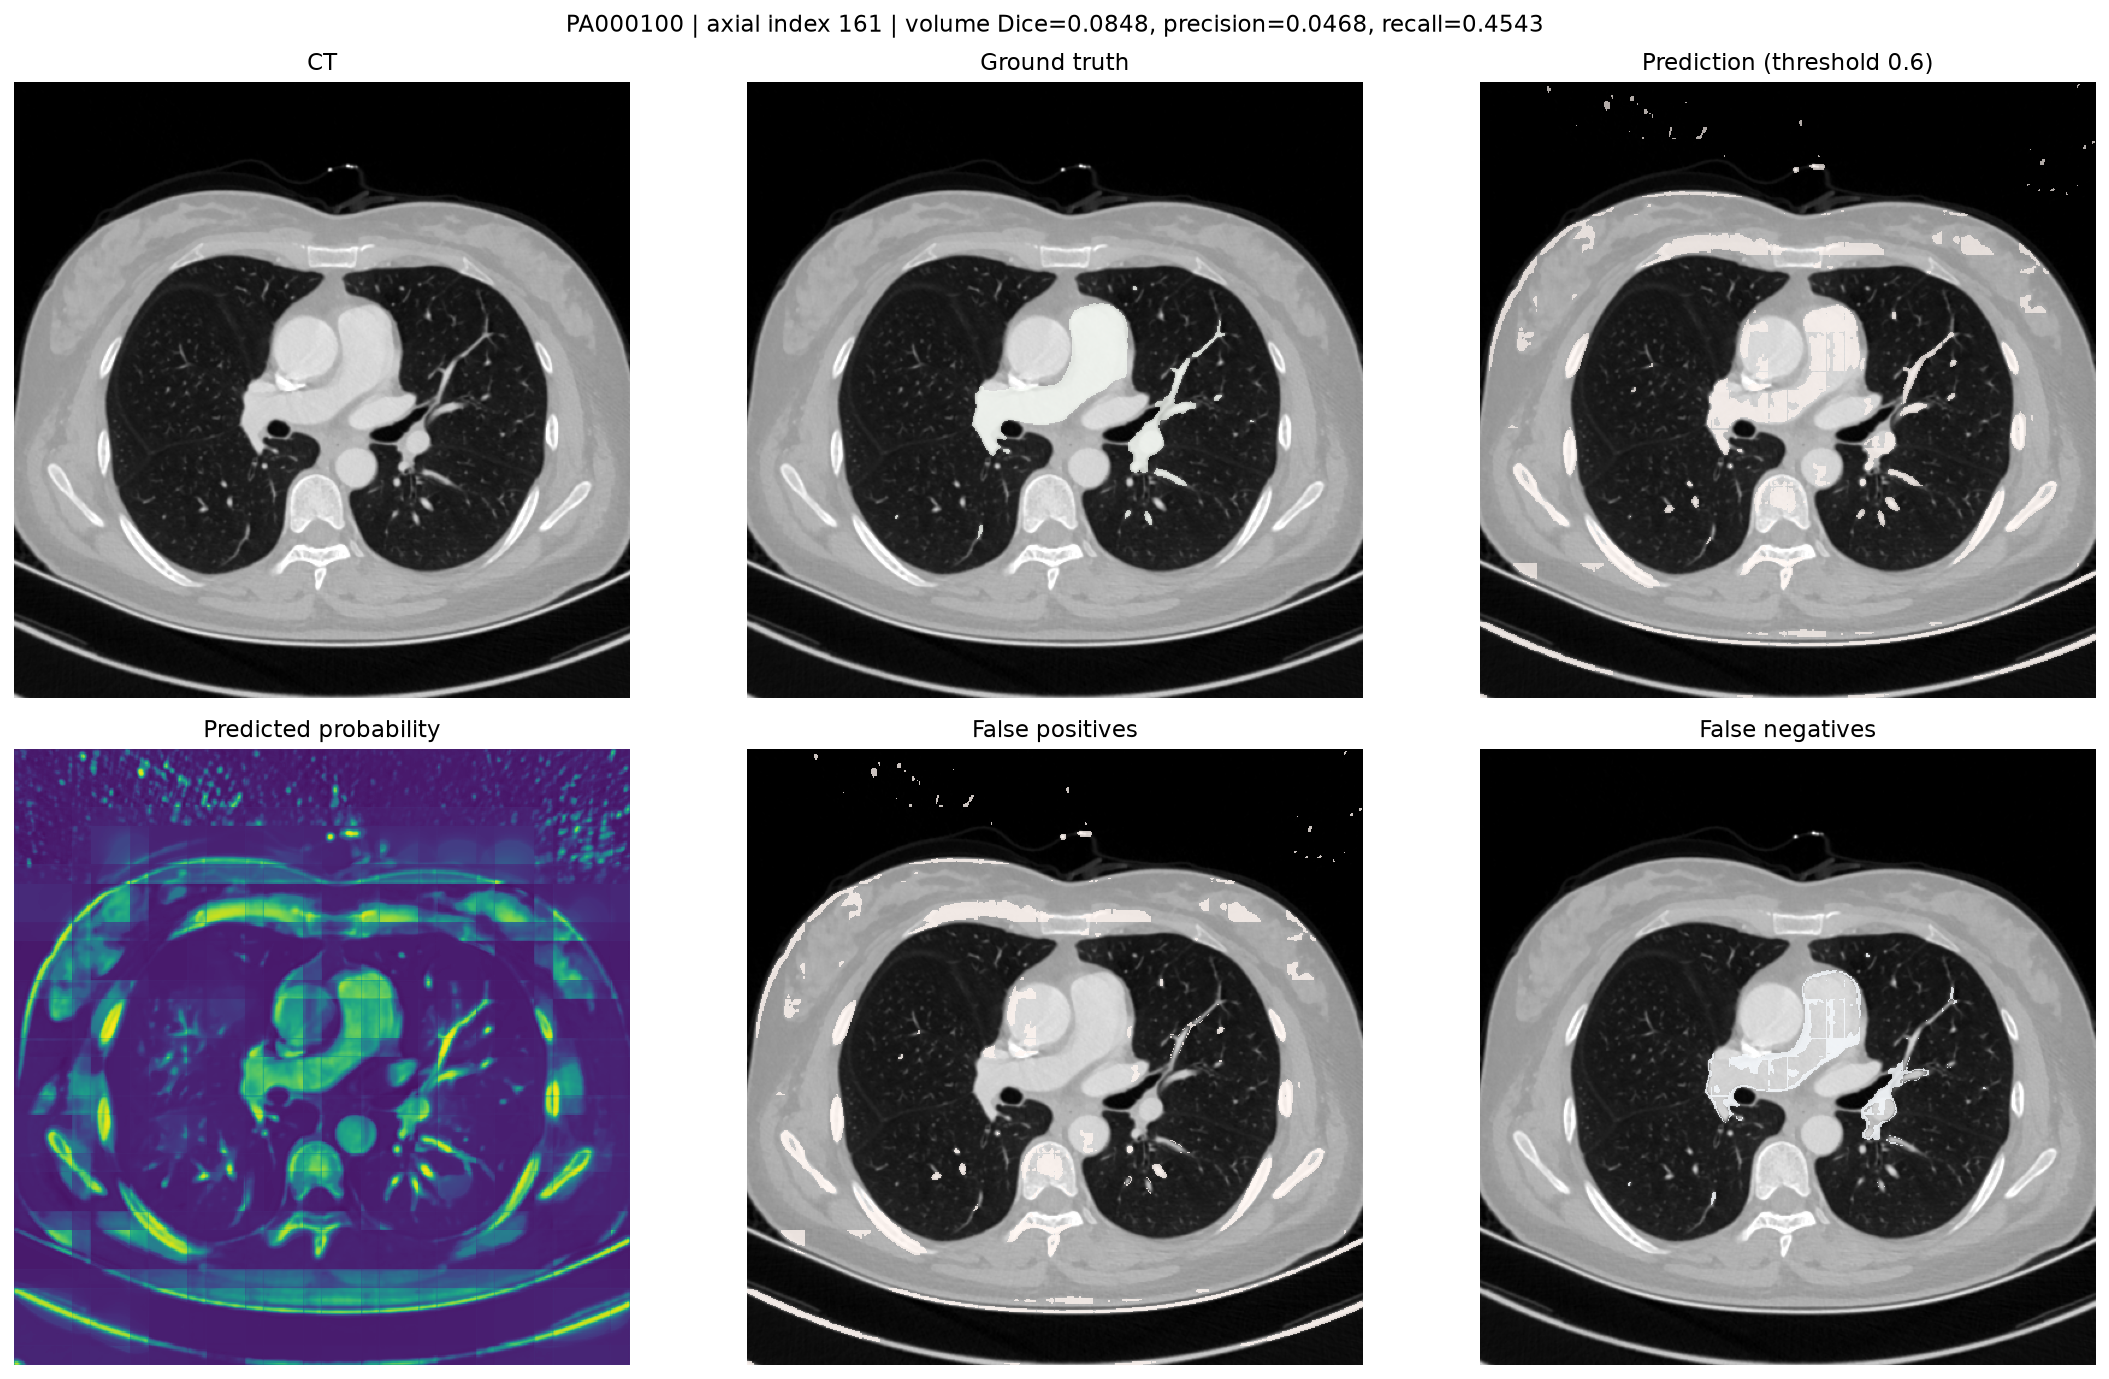 PA000100 | axial index 161 | volume Dice=0.0848, precision=0.0468, recall=0.4543
CT
Ground truth
Prediction (threshold 0.6)
Predicted probability
False positives
False negatives